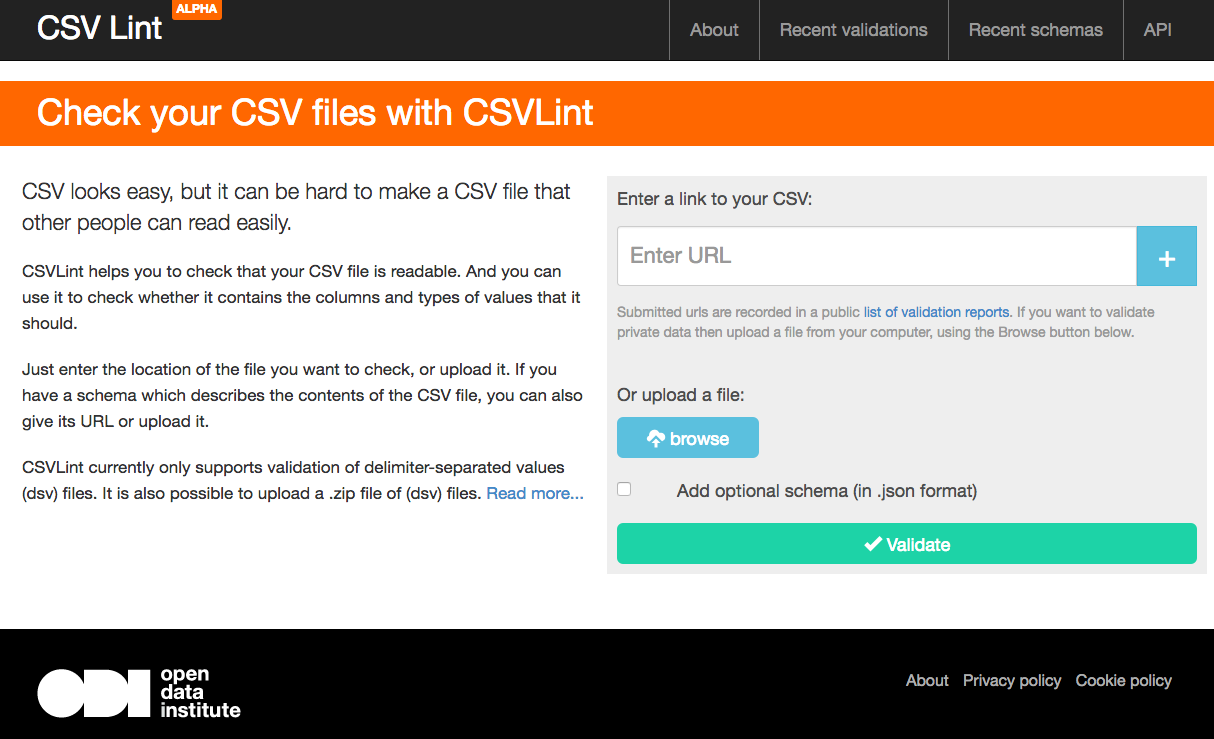 CSV Lint ALPHA
About Recent validations Recent schemas API
Check your CSV files with CSVLint
CSV looks easy, but it can be hard to make a CSV file that
other people can read easily.
CSVLint helps you to check that your CSV file is readable. And you can
use it to check whether it contains the columns and types of values that it
should.
Just enter the location of the file you want to check, or upload it. If you
have a schema which describes the contents of the CSV file, you can also
give its URL or upload it.
CSVLint currently only supports validation of delimiter-separated values
(dsv) files. It is also possible to upload a .zip file of (dsv) files. Read more...
Enter a link to your CSV:
Enter URL
+
Submitted urls are recorded in a public list of validation reports. If you want to validate
private data then upload a file from your computer, using the Browse button below.
Or upload a file:
browse
Add optional schema (in .json format)
Validate
ODI
open
data
institute
About Privacy policy Cookie policy